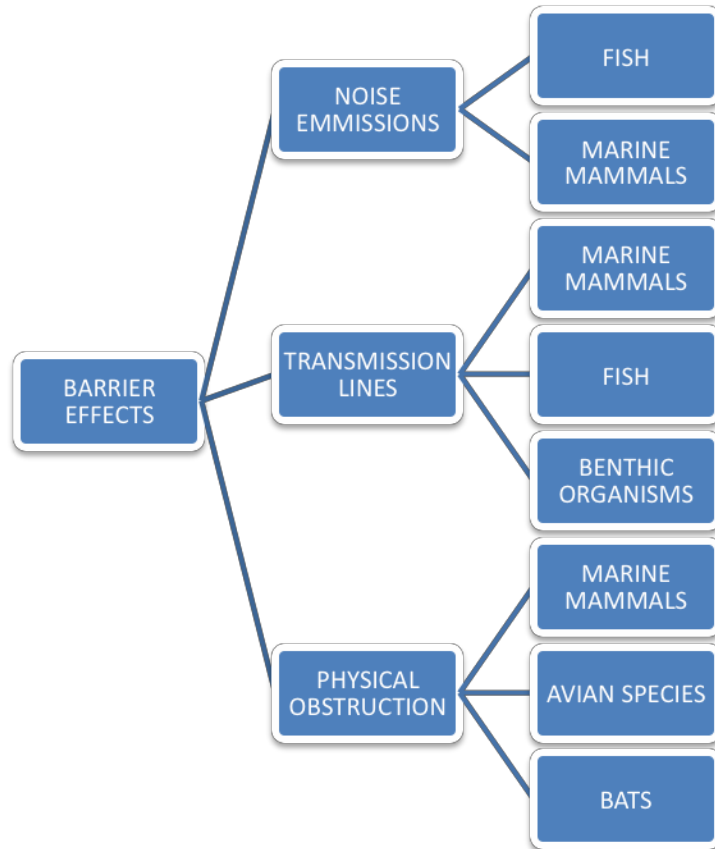 BARRIER
EFFECTS
NOISE
EMMISSIONS
FISH
MARINE
MAMMALS
TRANSMISSION
LINES
MARINE
MAMMALS
FISH
BENTHIC
ORGANISMS
PHYSICAL
OBSTRUCTION
MARINE
MAMMALS
AVIAN SPECIES
BATS